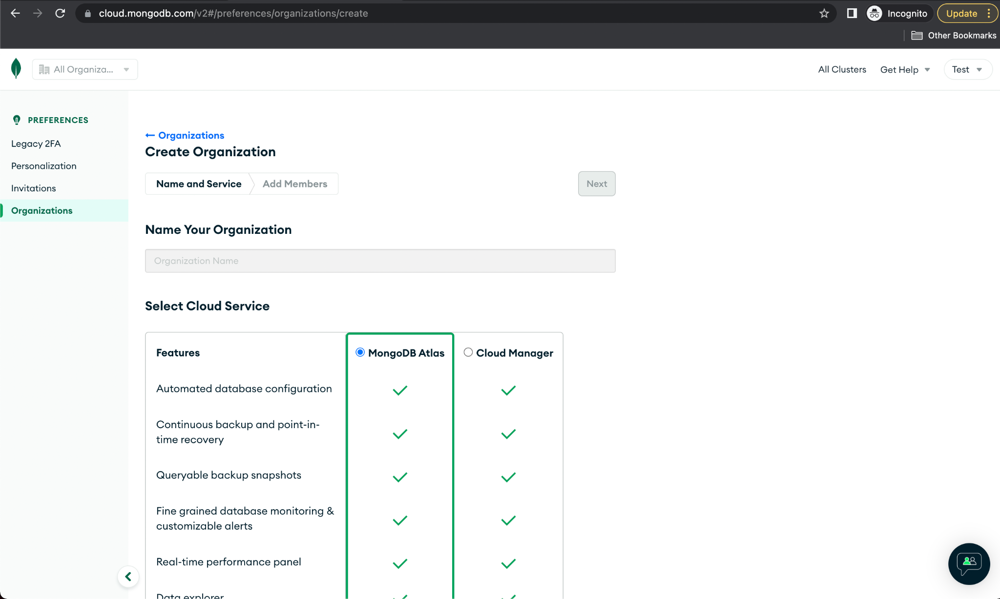 cloud.mongodb.com/v2#/preferences/organizations/create
Incognito
Update
Other Bookmarks
All Organiza...
All Clusters
Get Help
Test
PREFERENCES
Legacy 2FA
Personalization
Invitations
Organizations
Organizations
Create Organization
Name and Service
Add Members
Next
Name Your Organization
Organization Name
Select Cloud Service
Features
MongoDB Atlas
Cloud Manager
Automated database configuration
Continuous backup and point-in-
time recovery
Queryable backup snapshots
Fine grained database monitoring &
customizable alerts
Real-time performance panel
Data explorer